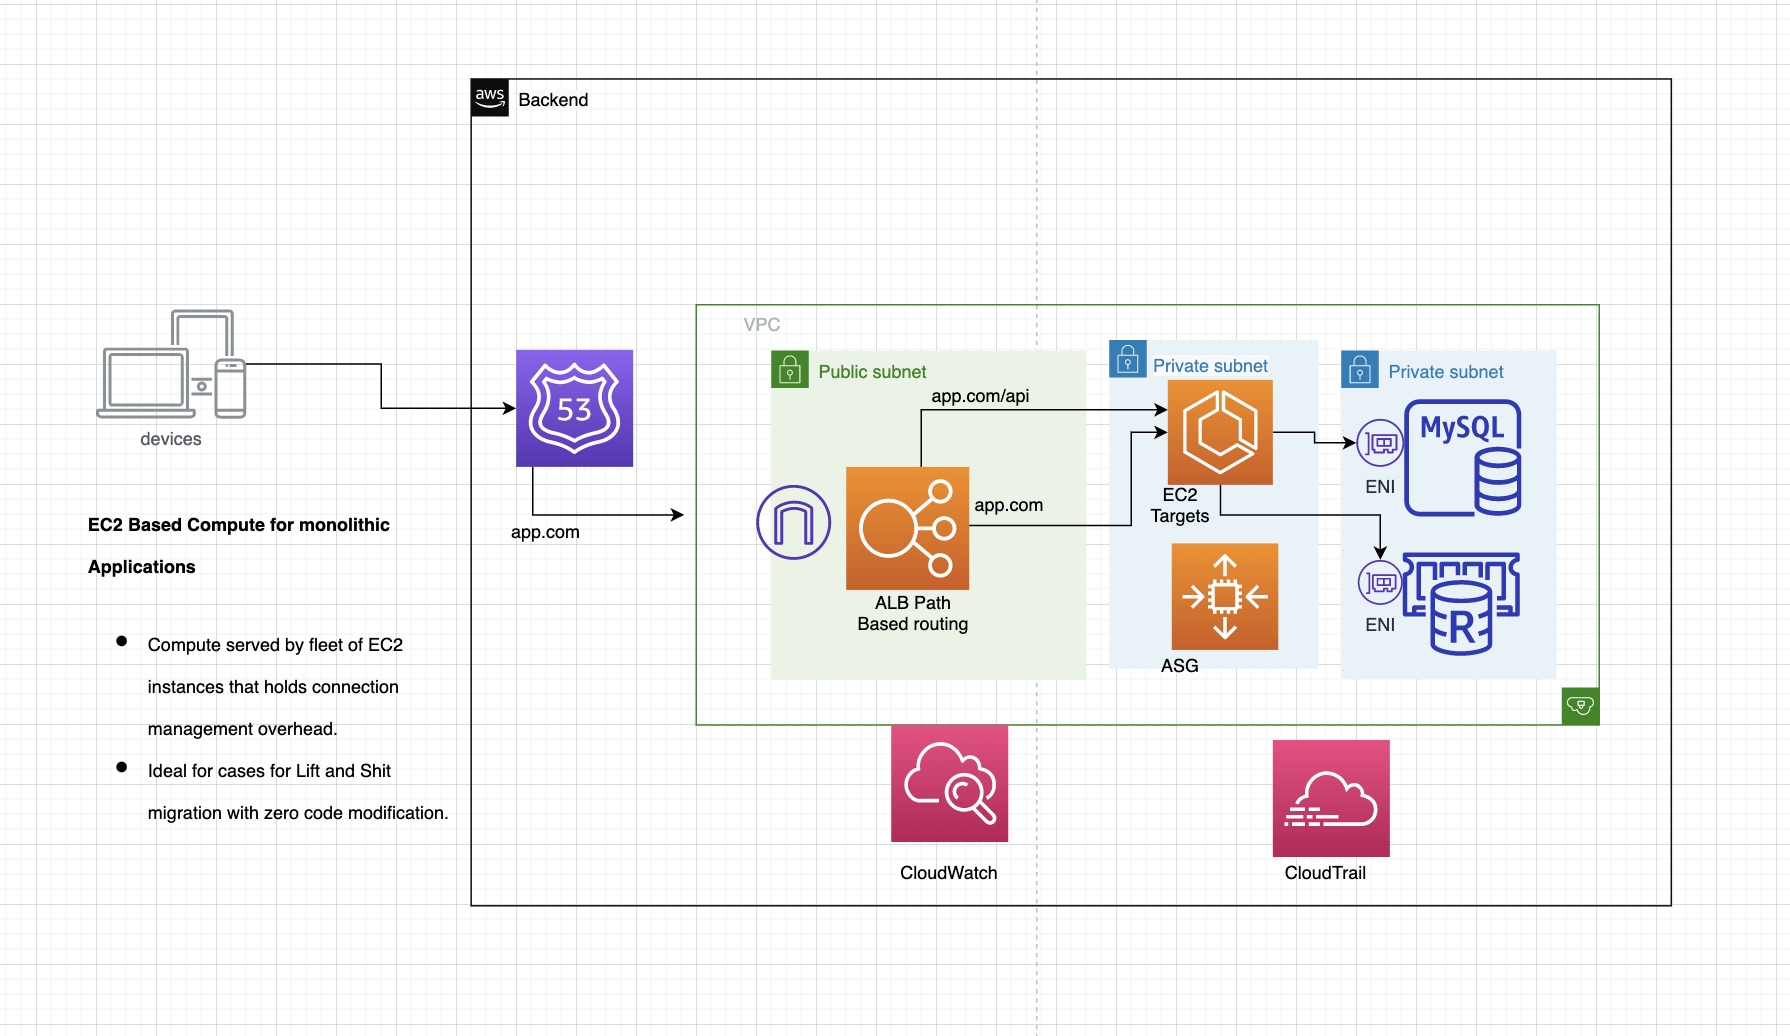 aws
Backend
VPC
Public subnet
Private subnet
Private subnet
app.com/api
53
MySQL
devices
ENI
EC2
Targets
app.com
app.com
EC2 Based Compute for monolithic
Applications
ALB Path
Based routing
R
ENI
ASG
Compute served by fleet of EC2
instances that holds connection
management overhead.
Ideal for cases for Lift and Shit
migration with zero code modification.
CloudWatch
CloudTrail